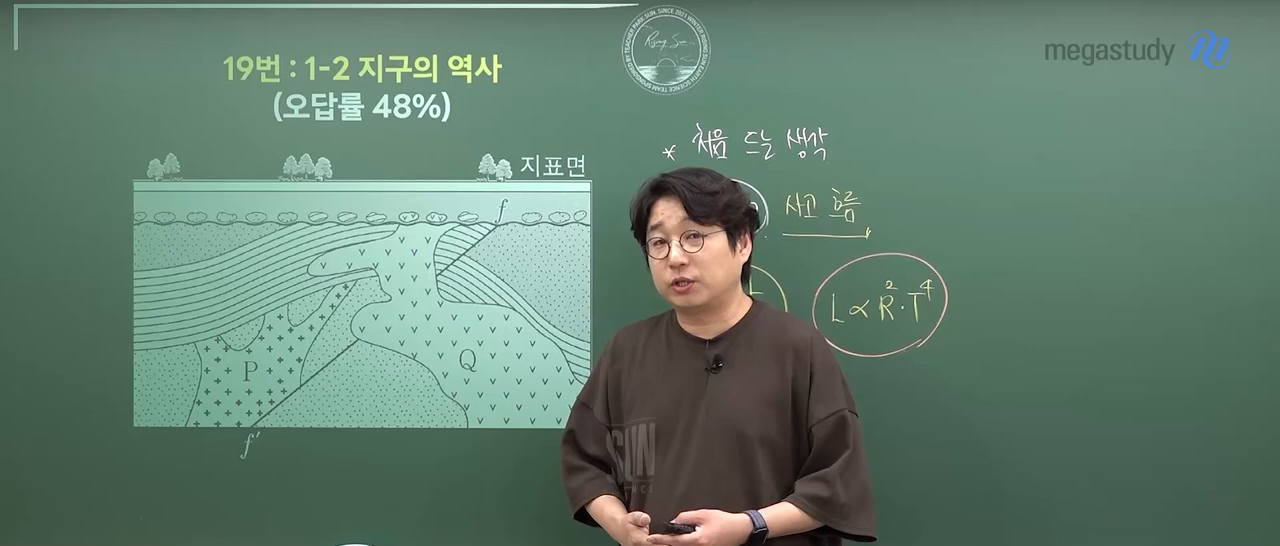 19번 : 1-2 지구의 역사
(오답률 48%)
megastudy
* 처음 드는 생각
사고 흐름
L ∝ R²·T⁴
지표면
f
P
Q
f'
SUN